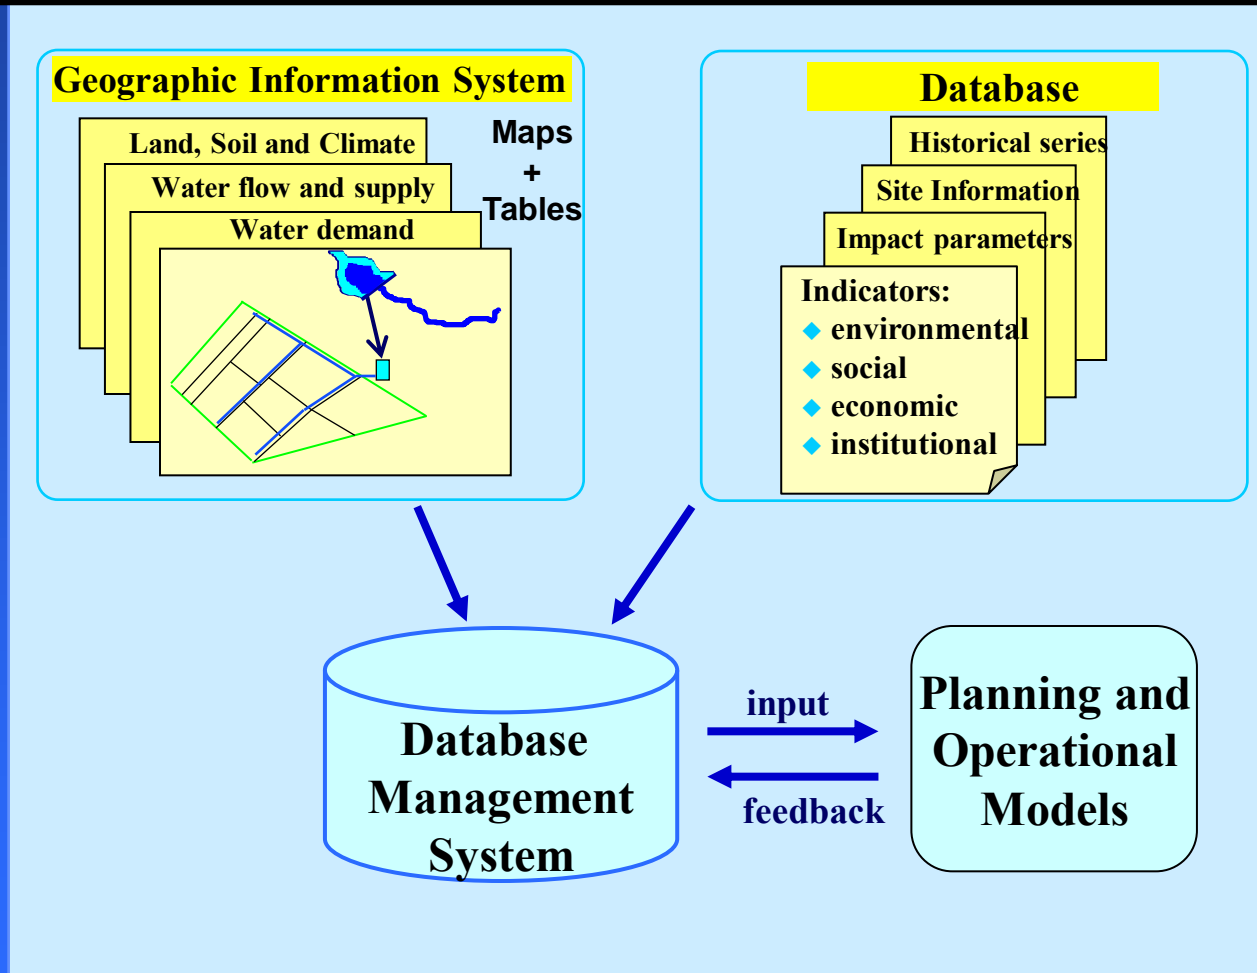 Geographic Information System
Land, Soil and Climate
Water flow and supply
Water demand
Maps
+
Tables
Database
Historical series
Site Information
Impact parameters
Indicators:
environmental
social
economic
institutional
Database
Management
System
input
feedback
Planning and
Operational
Models